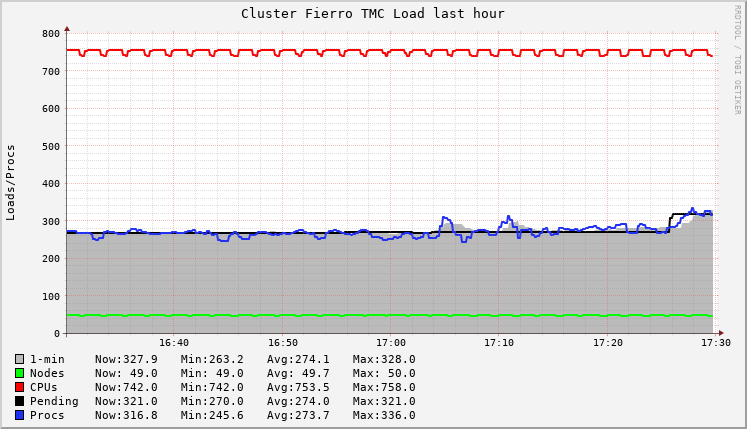 Cluster Fierro TMC Load last hour
RRDTOOL / TOBI OETIKER
Loads/Procs
800
700
600
500
400
300
200
100
0
16:40 16:50 17:00 17:10 17:20 17:30
1-min Now:327.9 Min:263.2 Avg:274.1 Max:328.0
Nodes Now: 49.0 Min: 49.0 Avg: 49.7 Max: 50.0
CPUs Now:742.0 Min:742.0 Avg:753.5 Max:758.0
Pending Now:321.0 Min:270.0 Avg:274.0 Max:321.0
Procs Now:316.8 Min:245.6 Avg:273.7 Max:336.0